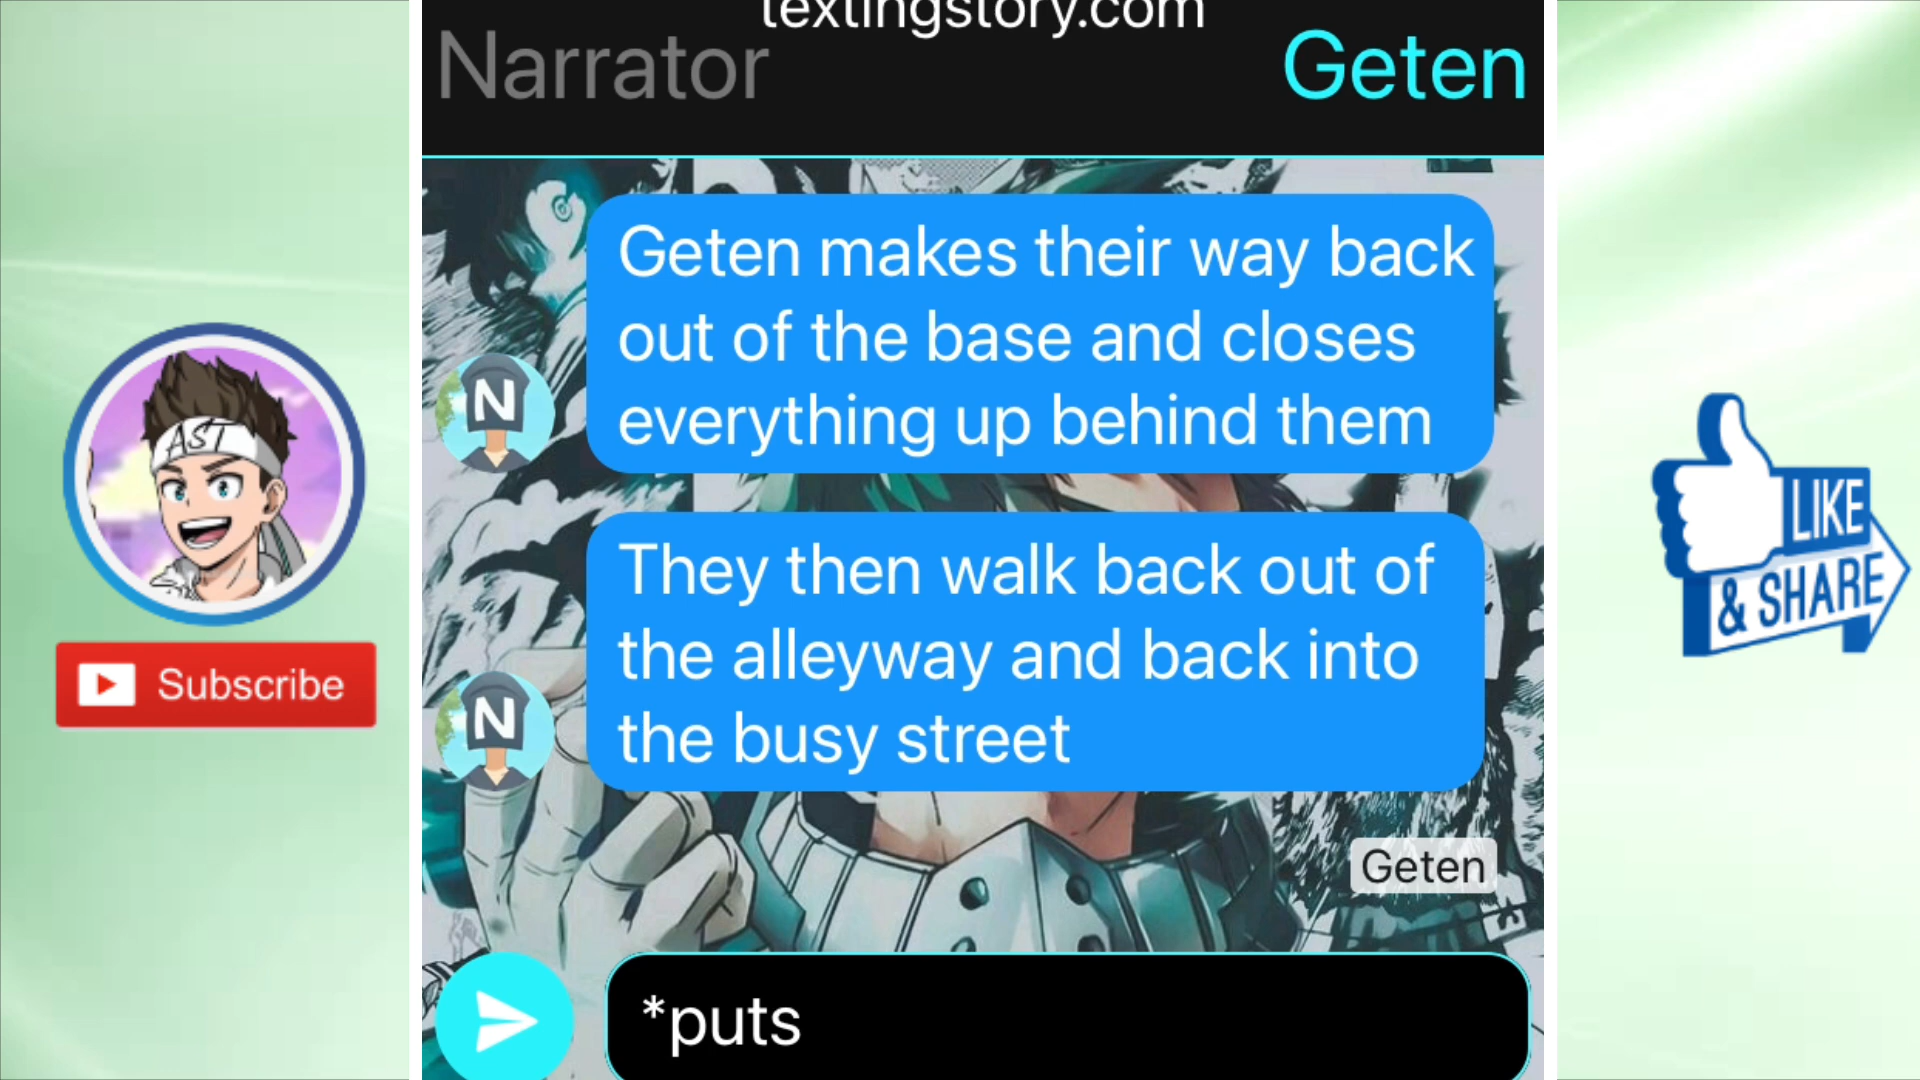 textingstory.com
Narrator
Geten
Geten makes their way back
out of the base and closes
everything up behind them
N
They then walk back out of
the alleyway and back into
the busy street
N
Geten
*puts
AST
Subscribe
LIKE
& SHARE